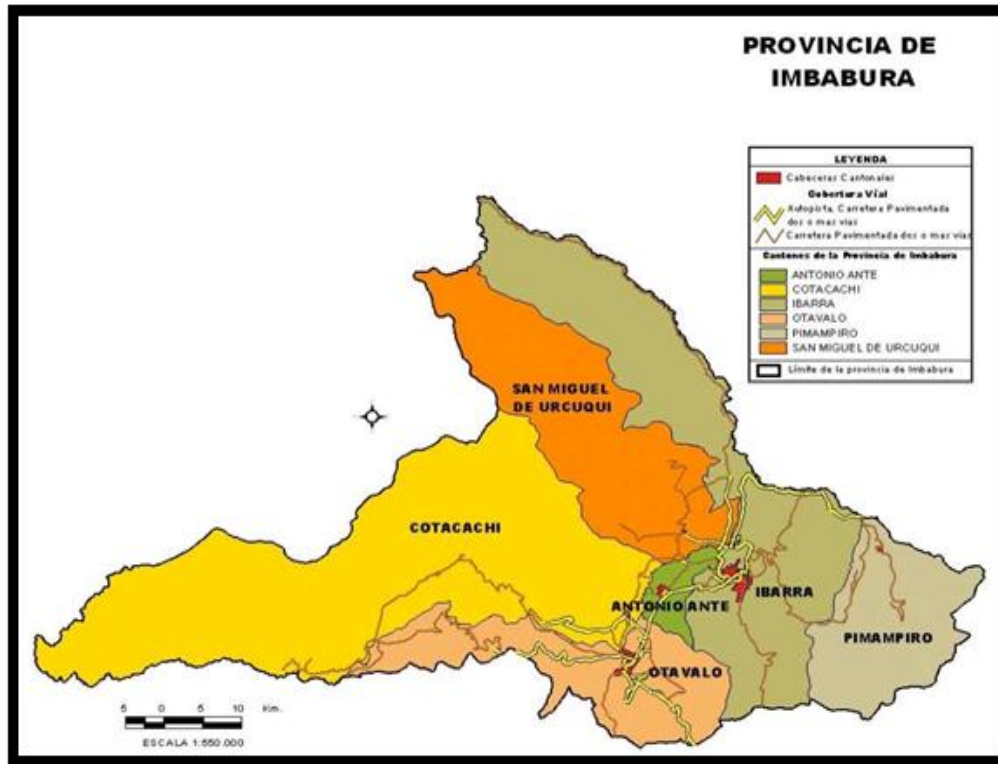 PROVINCIA DE
IMBABURA
LEYENDA
Cabeceras Cantonales
Cobertura Vial
Autopista, Carretera Pavimentada
dos o mas vias
Carretera Pavimentada dos o mas vias
Cantones de la Provincia de Imbabura
ANTONIO ANTE
COTACACHI
IBARRA
OTAVALO
PIMAMPIRO
SAN MIGUEL DE URCUQUI
Límite de la provincia de Imbabura
SAN MIGUEL
DE URCUQUI
COTACACHI
ANTONIO ANTE
IBARRA
PIMAMPIRO
OTAVALO
5 0 5 10 Km.
ESCALA 1:550.000